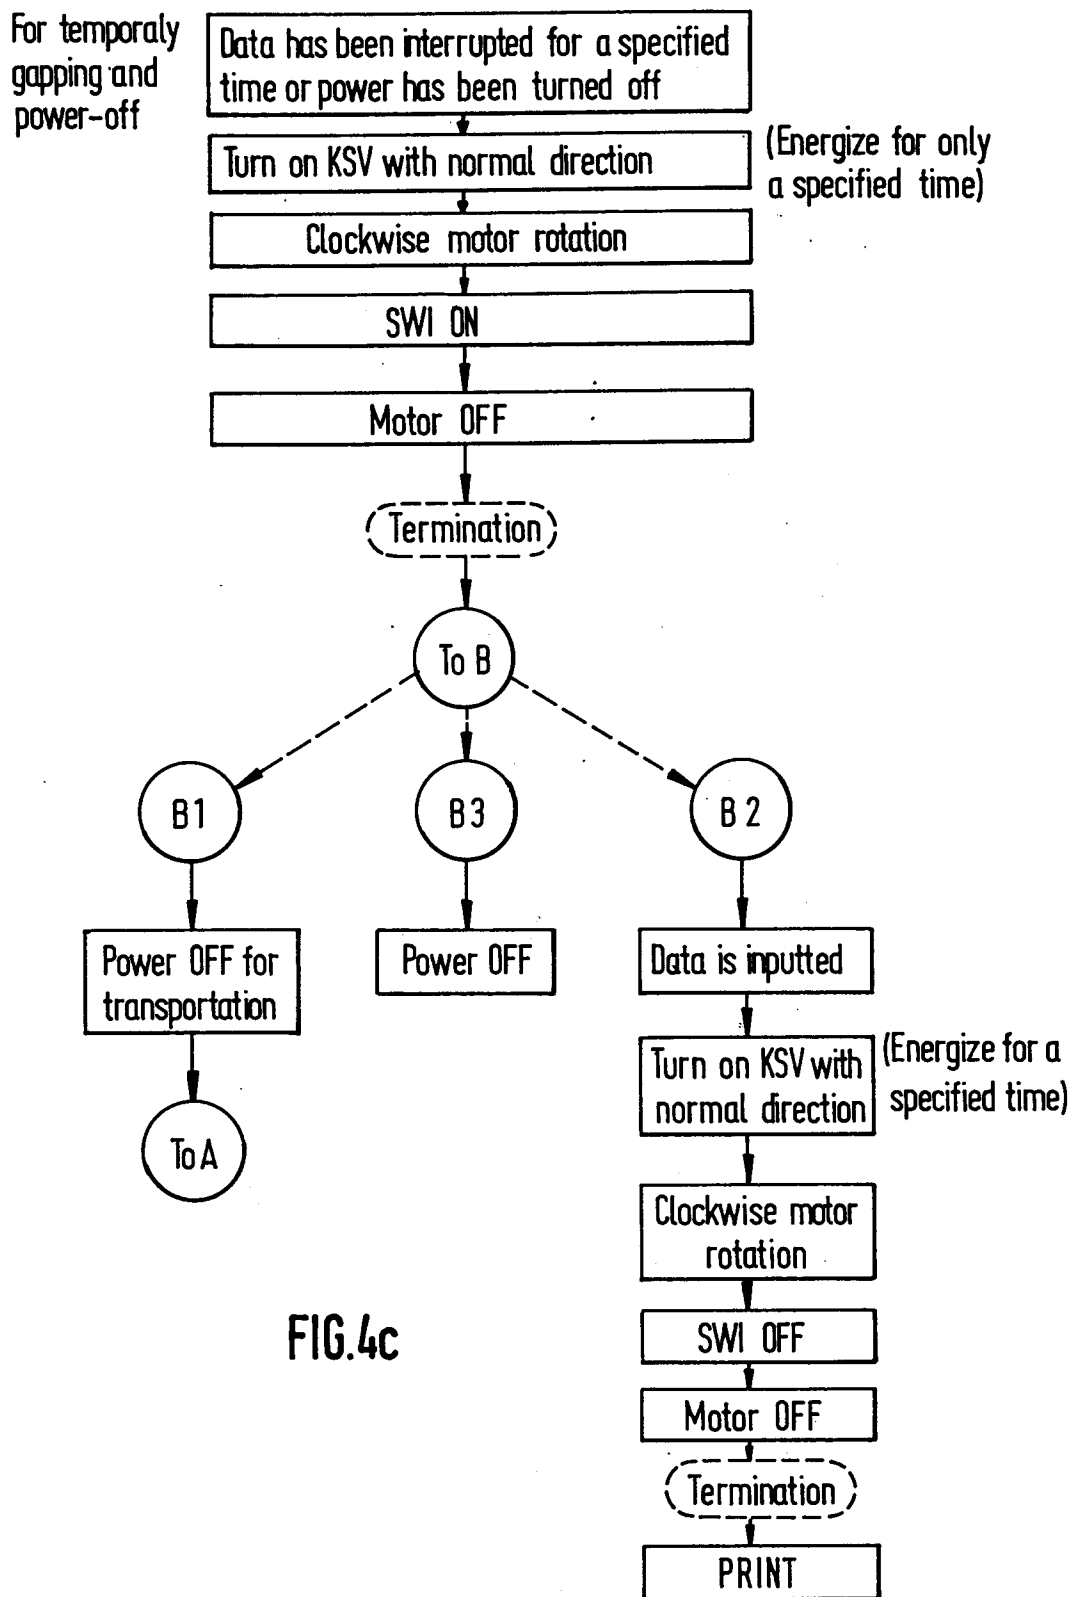 For temporaly
gapping and
power-off
Data has been interrupted for a specified
time or power has been turned off
Turn on KSV with normal direction
(Energize for only
a specified time)
Clockwise motor rotation
SWI ON
Motor OFF
Termination
To B
B1
B3
B2
Power OFF for
transportation
Power OFF
Data is inputted
Turn on KSV with
normal direction
(Energize for a
specified time)
To A
Clockwise motor
rotation
SWI OFF
FIG.4c
Motor OFF
Termination
PRINT